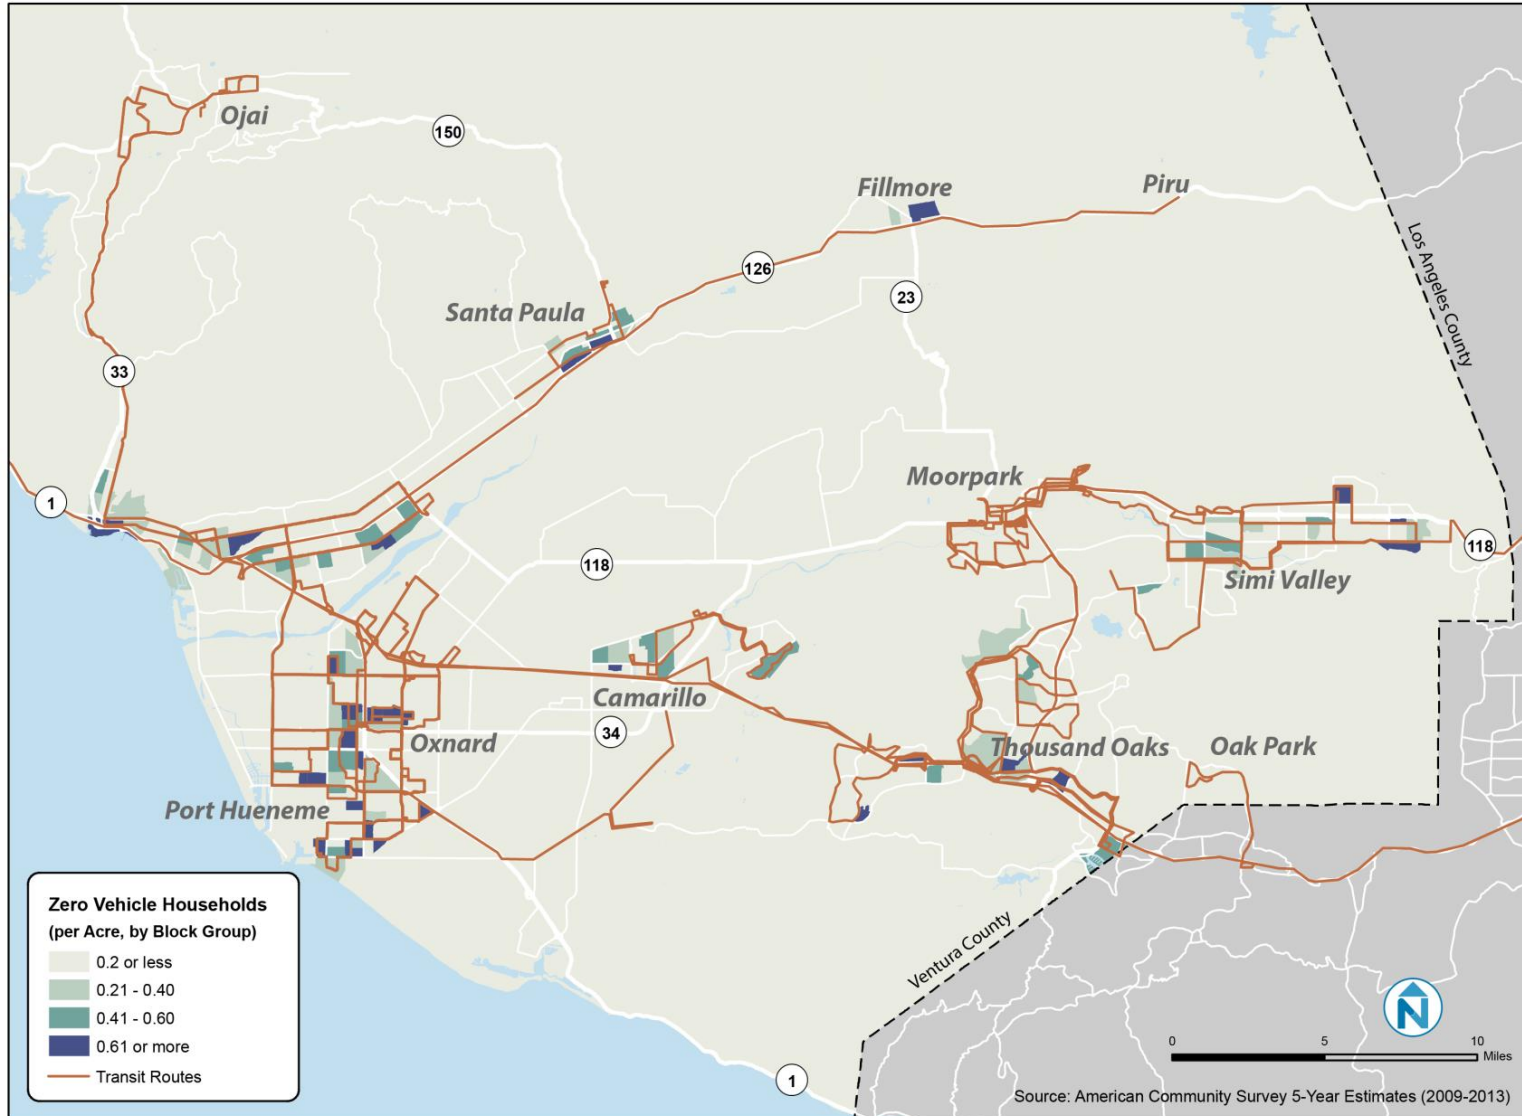 Ojai
150
Fillmore
Piru
Los Angeles County
126
Santa Paula
23
33
Moorpark
1
118
118
Simi Valley
Camarillo
34
Oxnard
Thousand Oaks
Oak Park
Port Hueneme
Ventura County
Zero Vehicle Households
(per Acre, by Block Group)
0.2 or less
0.21 - 0.40
0.41 - 0.60
0.61 or more
Transit Routes
N
0 5 10
Miles
1
Source: American Community Survey 5-Year Estimates (2009-2013)